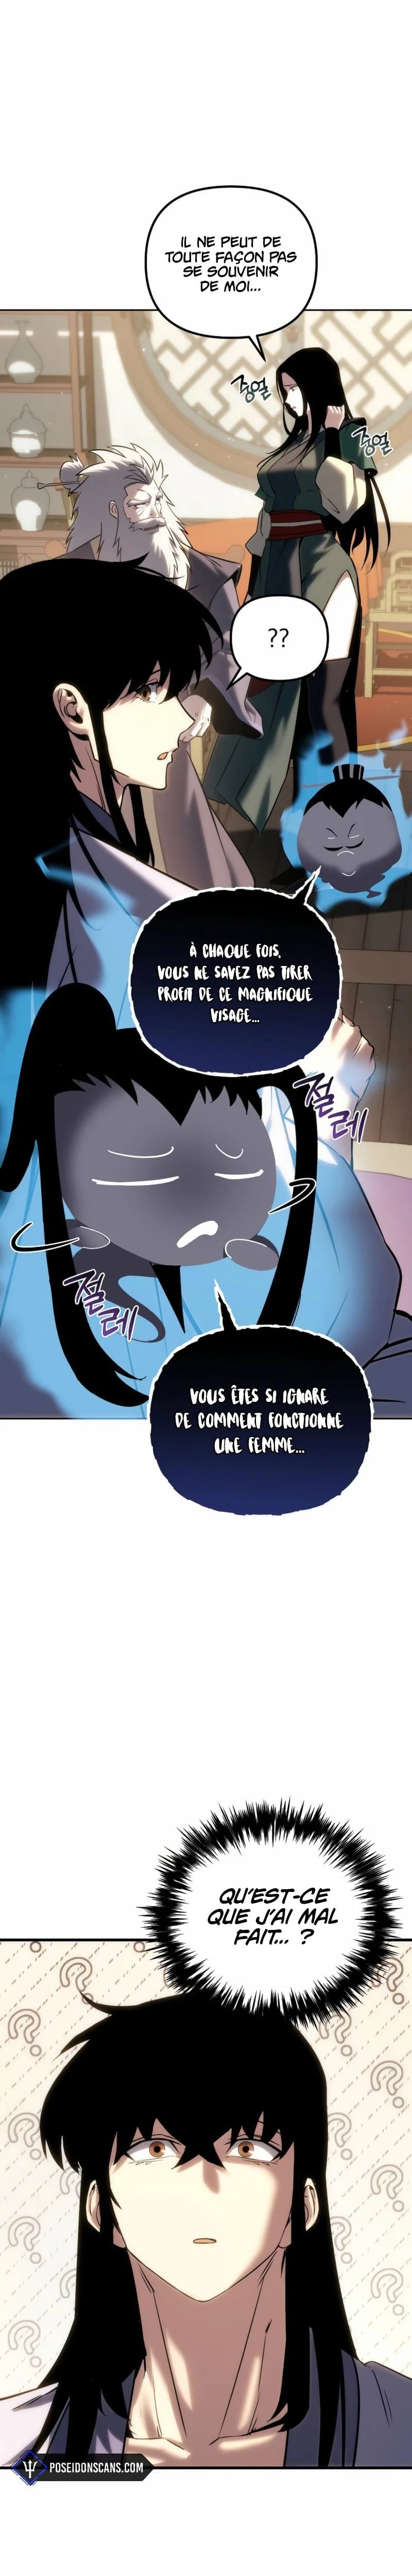 IL NE PEUT DE
TOUTE FAÇON PAS
SE SOUVENIR
DE MOI...
중얼
중얼
??
À CHAQUE FOIS,
VOUS NE SAVEZ PAS TIRER
PROFIT DE CE MAGNIFIQUE
VISAGE...
절레
절레
VOUS ÊTES SI IGNARE
DE COMMENT FONCTIONNE
UNE FEMME...
QU'EST-CE
QUE J'AI MAL
FAIT... ?
POSEIDONSCANS.COM